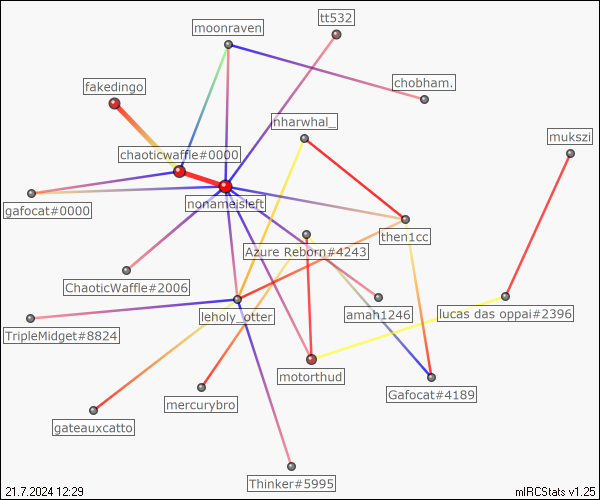 tt532
moonraven
fakedingo
chobham.
nharwhal_
mukszi
chaoticwaffle#0000
gafocat#0000
nonameisleft
then1cc
Azure Reborn#4243
ChaoticWaffle#2006
leholy_otter
amah1246
lucas das oppai#2396
TripleMidget#8824
motorthud
Gafocat#4189
mercurybro
gateauxcatto
Thinker#5995
21.7.2024 12:29
mIRCStats v1.25